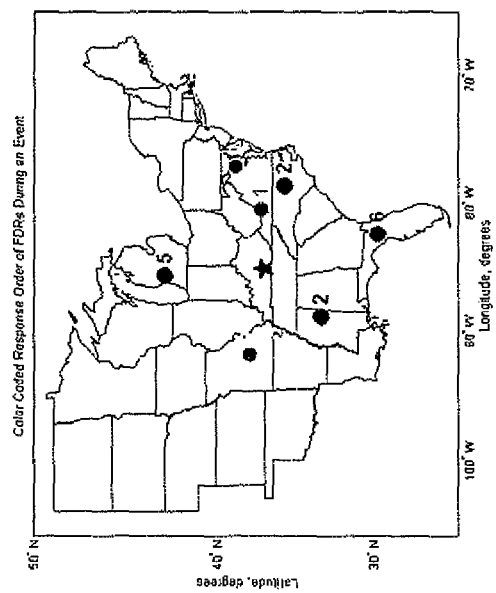 Color Coded Response Order of FDRs During an Event
50° N
40° N
30° N
Latitude, degrees
100° W
90° W
80° W
70° W
Longitude, degrees
5
1
2
2
6